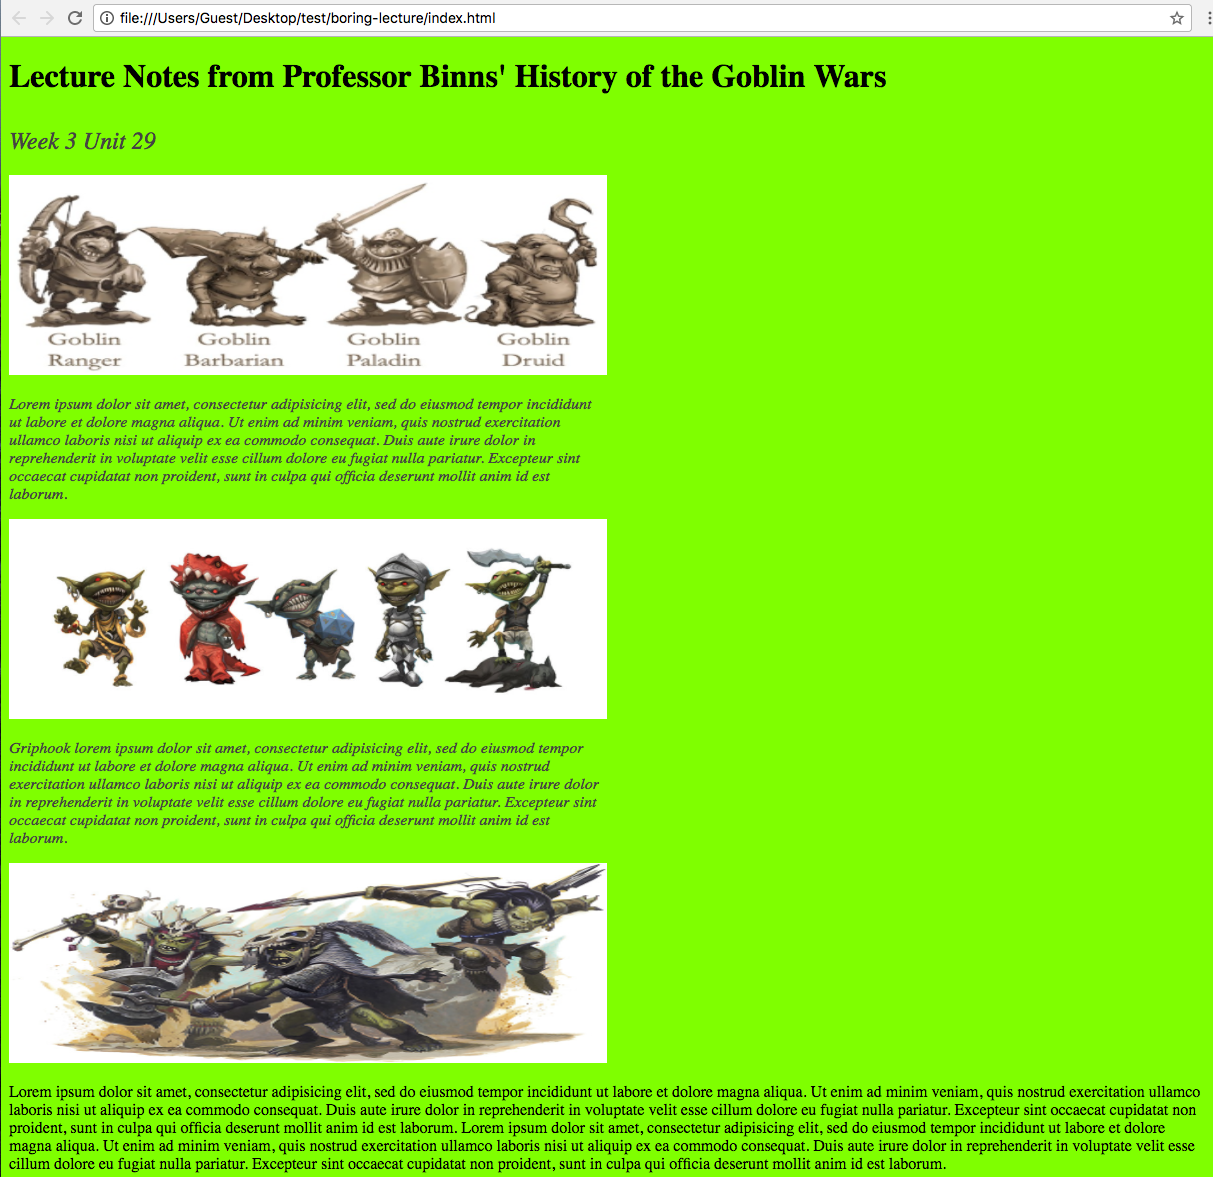 file:///Users/Guest/Desktop/test/boring-lecture/index.html
Lecture Notes from Professor Binns' History of the Goblin Wars
Week 3 Unit 29
Goblin Ranger
Goblin Barbarian
Goblin Paladin
Goblin Druid
Lorem ipsum dolor sit amet, consectetur adipisicing elit, sed do eiusmod tempor incididunt
ut labore et dolore magna aliqua. Ut enim ad minim veniam, quis nostrud exercitation
ullamco laboris nisi ut aliquip ex ea commodo consequat. Duis aute irure dolor in
reprehenderit in voluptate velit esse cillum dolore eu fugiat nulla pariatur. Excepteur sint
occaecat cupidatat non proident, sunt in culpa qui officia deserunt mollit anim id est
laborum.
Griphook lorem ipsum dolor sit amet, consectetur adipisicing elit, sed do eiusmod tempor
incididunt ut labore et dolore magna aliqua. Ut enim ad minim veniam, quis nostrud
exercitation ullamco laboris nisi ut aliquip ex ea commodo consequat. Duis aute irure dolor
in reprehenderit in voluptate velit esse cillum dolore eu fugiat nulla pariatur. Excepteur sint
occaecat cupidatat non proident, sunt in culpa qui officia deserunt mollit anim id est
laborum.
Lorem ipsum dolor sit amet, consectetur adipisicing elit, sed do eiusmod tempor incididunt ut labore et dolore magna aliqua. Ut enim ad minim veniam, quis nostrud exercitation ullamco
laboris nisi ut aliquip ex ea commodo consequat. Duis aute irure dolor in reprehenderit in voluptate velit esse cillum dolore eu fugiat nulla pariatur. Excepteur sint occaecat cupidatat non
proident, sunt in culpa qui officia deserunt mollit anim id est laborum. Lorem ipsum dolor sit amet, consectetur adipisicing elit, sed do eiusmod tempor incididunt ut labore et dolore
magna aliqua. Ut enim ad minim veniam, quis nostrud exercitation ullamco laboris nisi ut aliquip ex ea commodo consequat. Duis aute irure dolor in reprehenderit in voluptate velit esse
cillum dolore eu fugiat nulla pariatur. Excepteur sint occaecat cupidatat non proident, sunt in culpa qui officia deserunt mollit anim id est laborum.